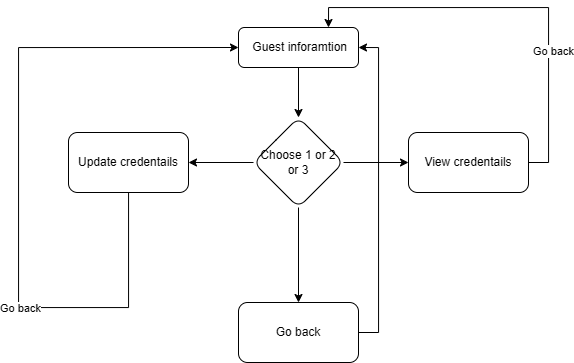 Guest inforamtion
Go back
Choose 1 or 2
or 3
Update credentails
View credentails
Go back
Go back